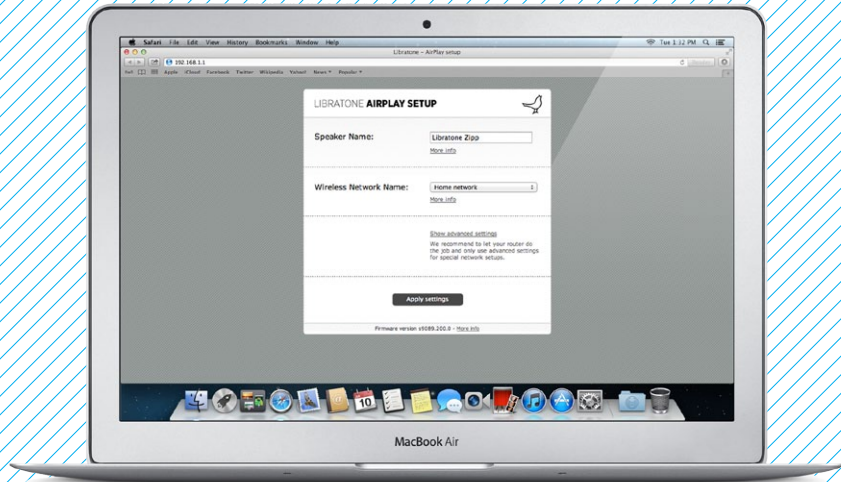 Safari File Edit View History Bookmarks Window Help
Tue 1:12 PM
Libratone – AirPlay setup
192.168.1.1
Apple iCloud Facebook Twitter Wikipedia Yahoo! News Popular
LIBRATONE AIRPLAY SETUP
Speaker Name:
Libratone Zipp
More info
Wireless Network Name:
Home network
More info
Show advanced settings
We recommand to let your router do
the job and only use advanced settings
for special network setups.
Apply settings
Firmware version s9089.200.0 - More info
10
MacBook Air